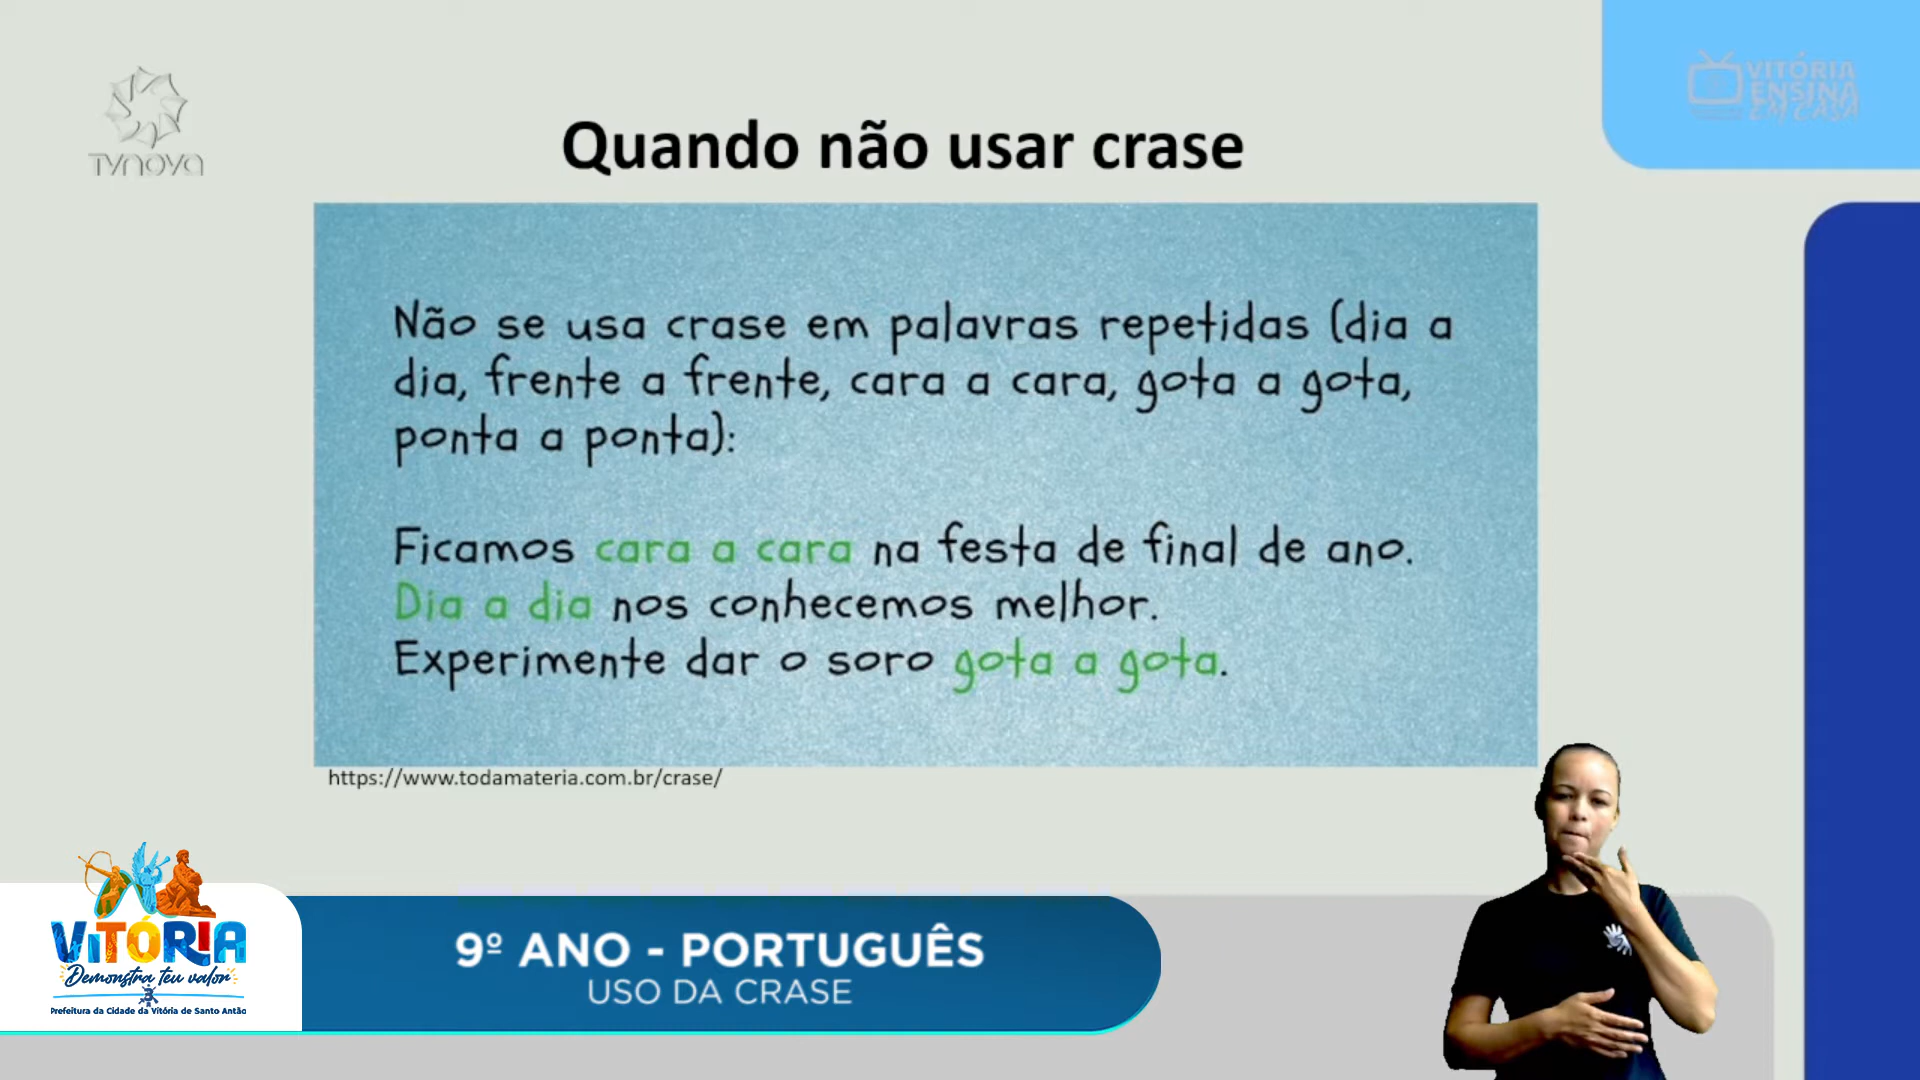 TVNOVA
VITÓRIA
ENSINA
EM CASA
Quando não usar crase
Não se usa crase em palavras repetidas (dia a
dia, frente a frente, cara a cara, gota a gota,
ponta a ponta):
Ficamos cara a cara na festa de final de ano.
Dia a dia nos conhecemos melhor.
Experimente dar o soro gota a gota.
https://www.todamateria.com.br/crase/
VITÓRIA
Demonstra teu valor
Prefeitura da Cidade da Vitória de Santo Antão
9º ANO - PORTUGUÊS
USO DA CRASE